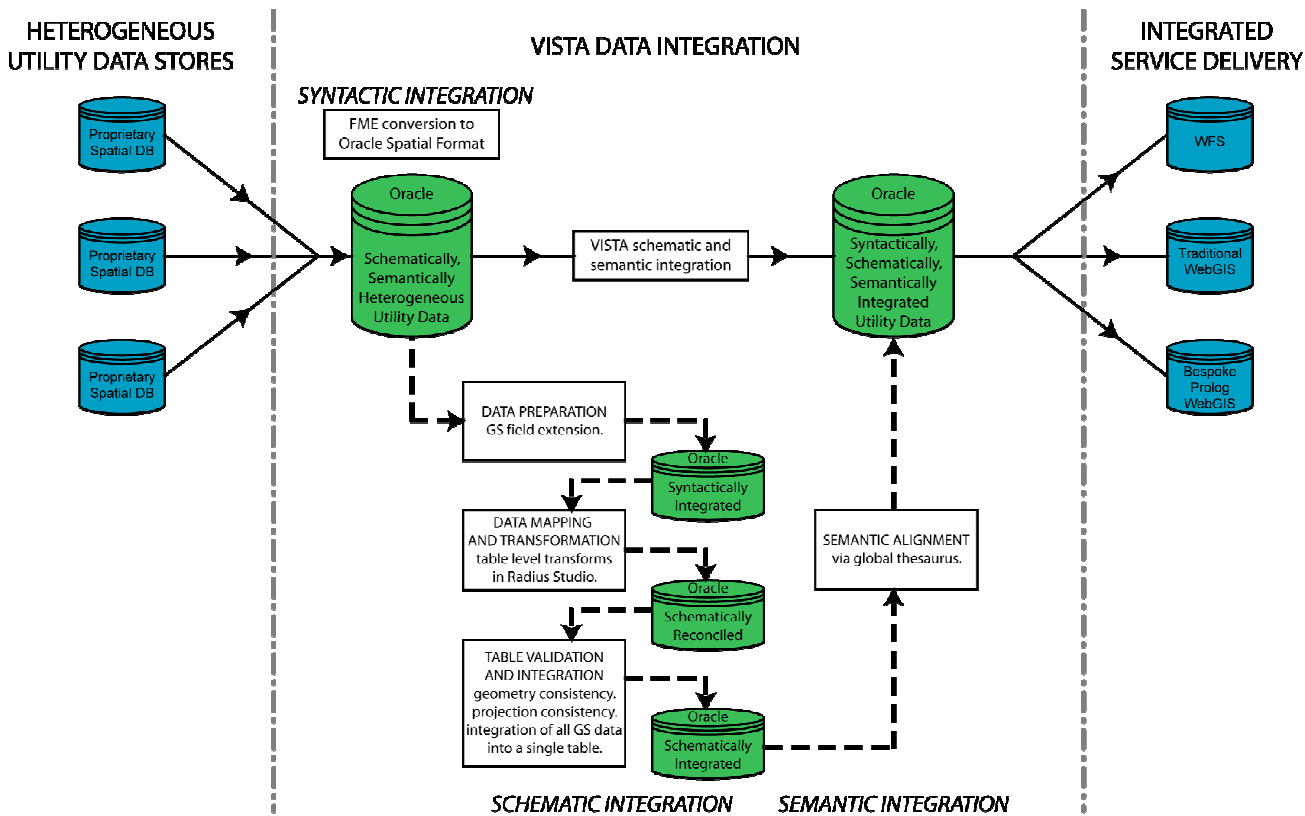 HETEROGENEOUS
UTILITY DATA STORES
VISTA DATA INTEGRATION
INTEGRATED
SERVICE DELIVERY
SYNTACTIC INTEGRATION
FME conversion to
Oracle Spatial Format
Proprietary
Spatial DB
Proprietary
Spatial DB
Proprietary
Spatial DB
Oracle
Schematically,
Semantically
Heterogeneous
Utility Data
VISTA schematic and
semantic integration
Oracle
Syntactically,
Schematically,
Semantically
Integrated
Utility Data
WFS
Traditional
WebGIS
Bespoke
Prolog
WebGIS
DATA PREPARATION
GS field extension.
Oracle
Syntactically
Integrated
DATA MAPPING
AND TRANSFORMATION
table level transforms
in Radius Studio.
Oracle
Schematically
Reconciled
TABLE VALIDATION
AND INTEGRATION
geometry consistency.
projection consistency.
integration of all GS data
into a single table.
Oracle
Schematically
Integrated
SEMANTIC ALIGNMENT
via global thesaurus.
SCHEMATIC INTEGRATION
SEMANTIC INTEGRATION